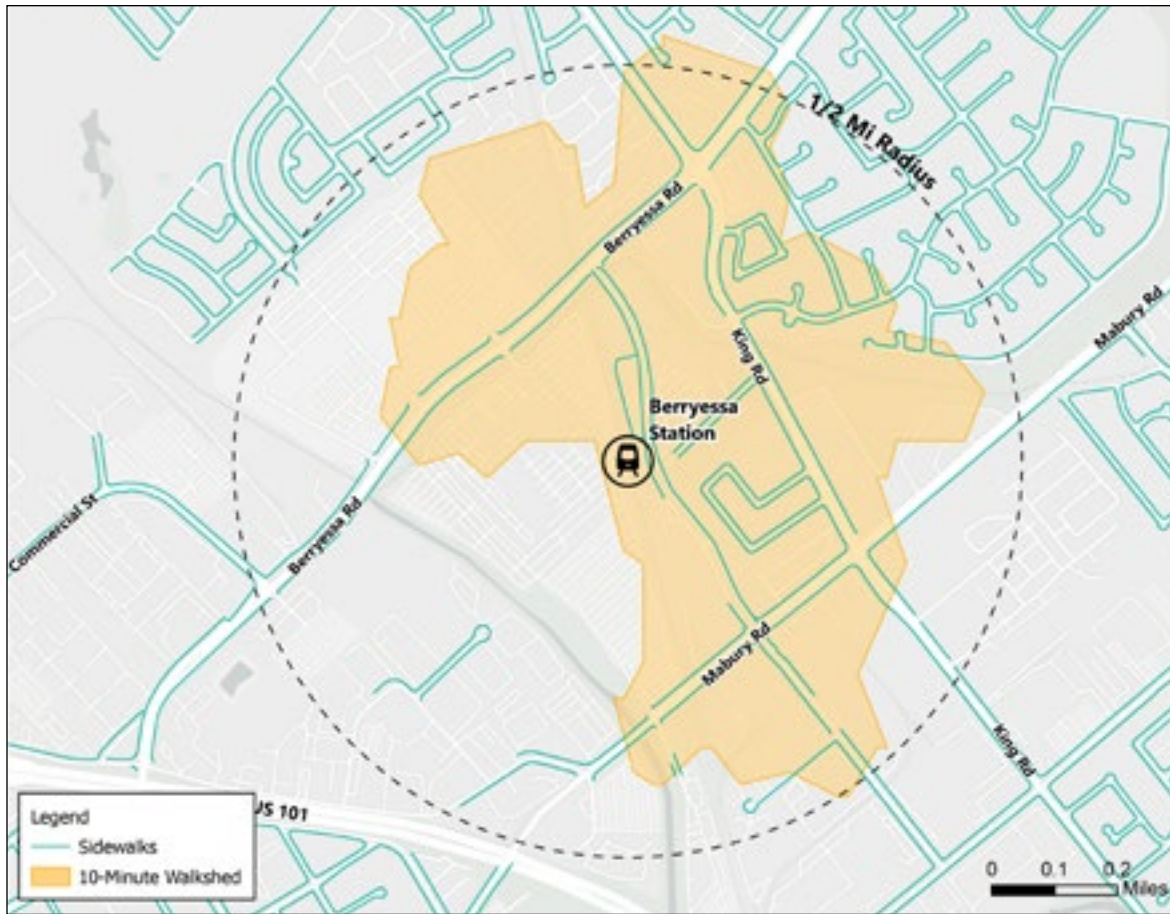 1/2 Mi Radius
Berryessa Rd
Mabury Rd
King Rd
Berryessa
Station
Commercial St
Berryessa Rd
Mabury Rd
King Rd
US 101
Legend
Sidewalks
10-Minute Walkshed
0 0.1 0.2
Miles